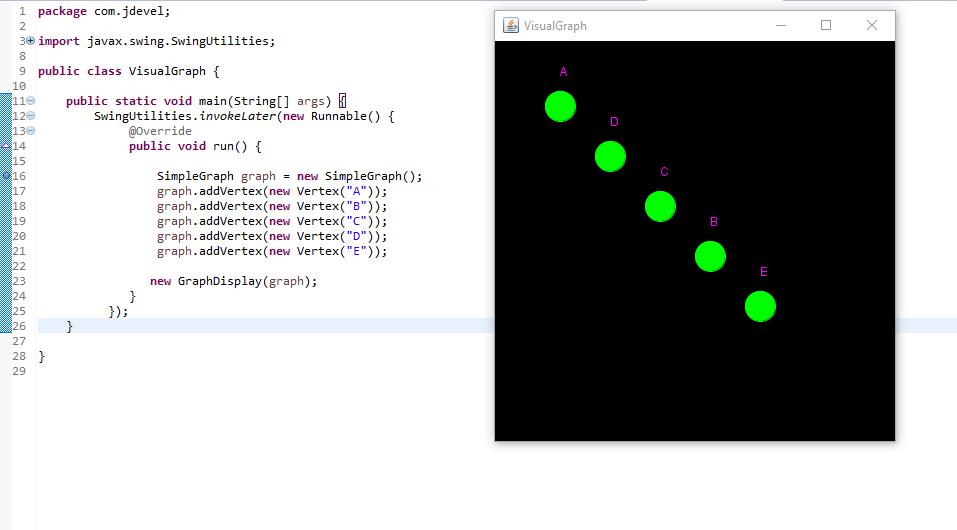 1 package com.jdevel;
2
3 import javax.swing.SwingUtilities;
8
9 public class VisualGraph {
10
11 public static void main(String[] args) {
12 SwingUtilities.invokeLater(new Runnable() {
13 @Override
14 public void run() {
15
16 SimpleGraph graph = new SimpleGraph();
17 graph.addVertex(new Vertex("A"));
18 graph.addVertex(new Vertex("B"));
19 graph.addVertex(new Vertex("C"));
20 graph.addVertex(new Vertex("D"));
21 graph.addVertex(new Vertex("E"));
22
23 new GraphDisplay(graph);
24 }
25 });
26 }
27
28 }
29
VisualGraph
A
D
C
B
E